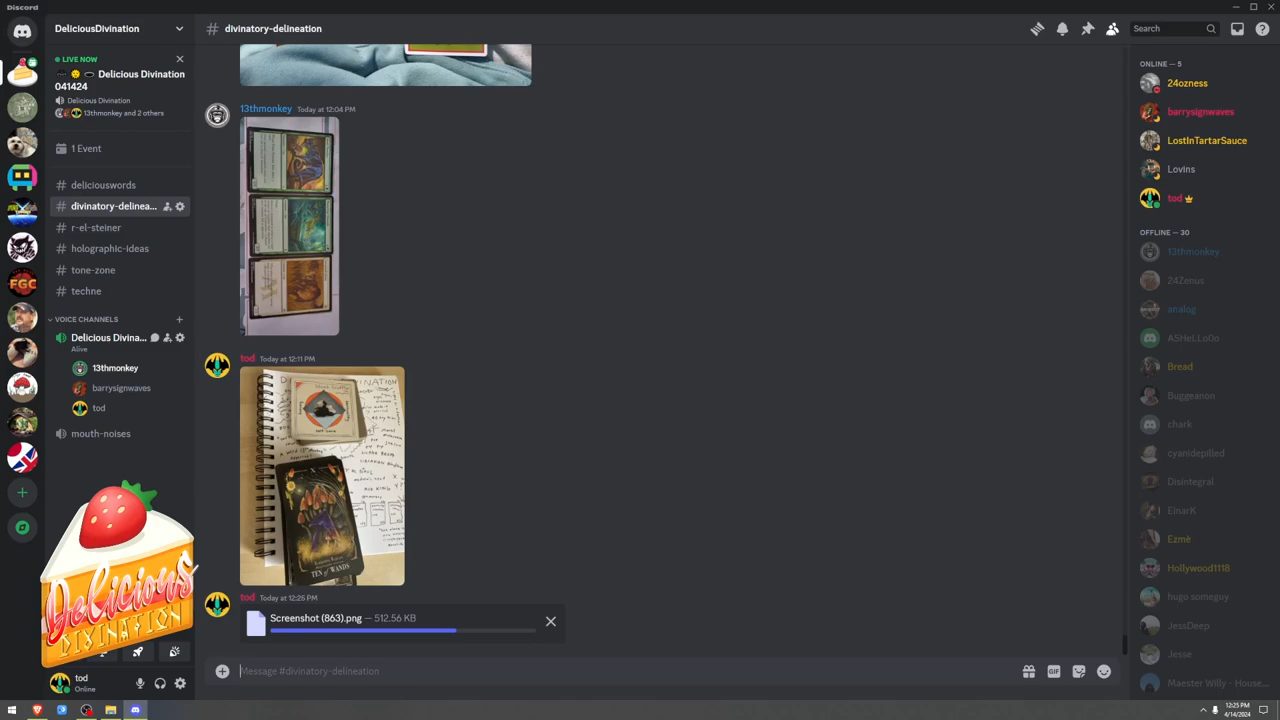 Discord
DeliciousDivination
LIVE NOW
Delicious Divination
041424
Delicious Divination
13thmonkey and 2 others
1 Event
# deliciouswords
# divinatory-delinea...
# r-el-steiner
# holographic-ideas
# tone-zone
# techne
VOICE CHANNELS
Delicious Divina...
Alive
13thmonkey
barrysignwaves
tod
mouth-noises
Delicious
DIVINATION
tod
Online
# divinatory-delineation
Search
13thmonkey Today at 12:04 PM
tod Today at 12:11 PM
DIVINATION
X
TEN of WANDS
tod Today at 12:25 PM
Screenshot (863).png — 512.56 KB
Message #divinatory-delineation
GIF
ONLINE — 5
24ozness
barrysignwaves
LostInTartarSauce
Lovins
tod
OFFLINE — 30
13thmonkey
24Zenus
analog
ASHeLLo0o
Bread
Buggeanon
chark
cyanidepilled
Disintegral
ElnarK
Ezmè
Hollywood1118
hugo someguy
JessDeep
Jesse
Maester Willy - House...
FGC
12:25 PM
4/14/2024